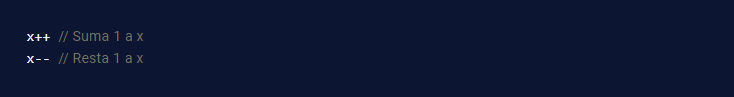 x++ // Suma 1 a x
x-- // Resta 1 a x